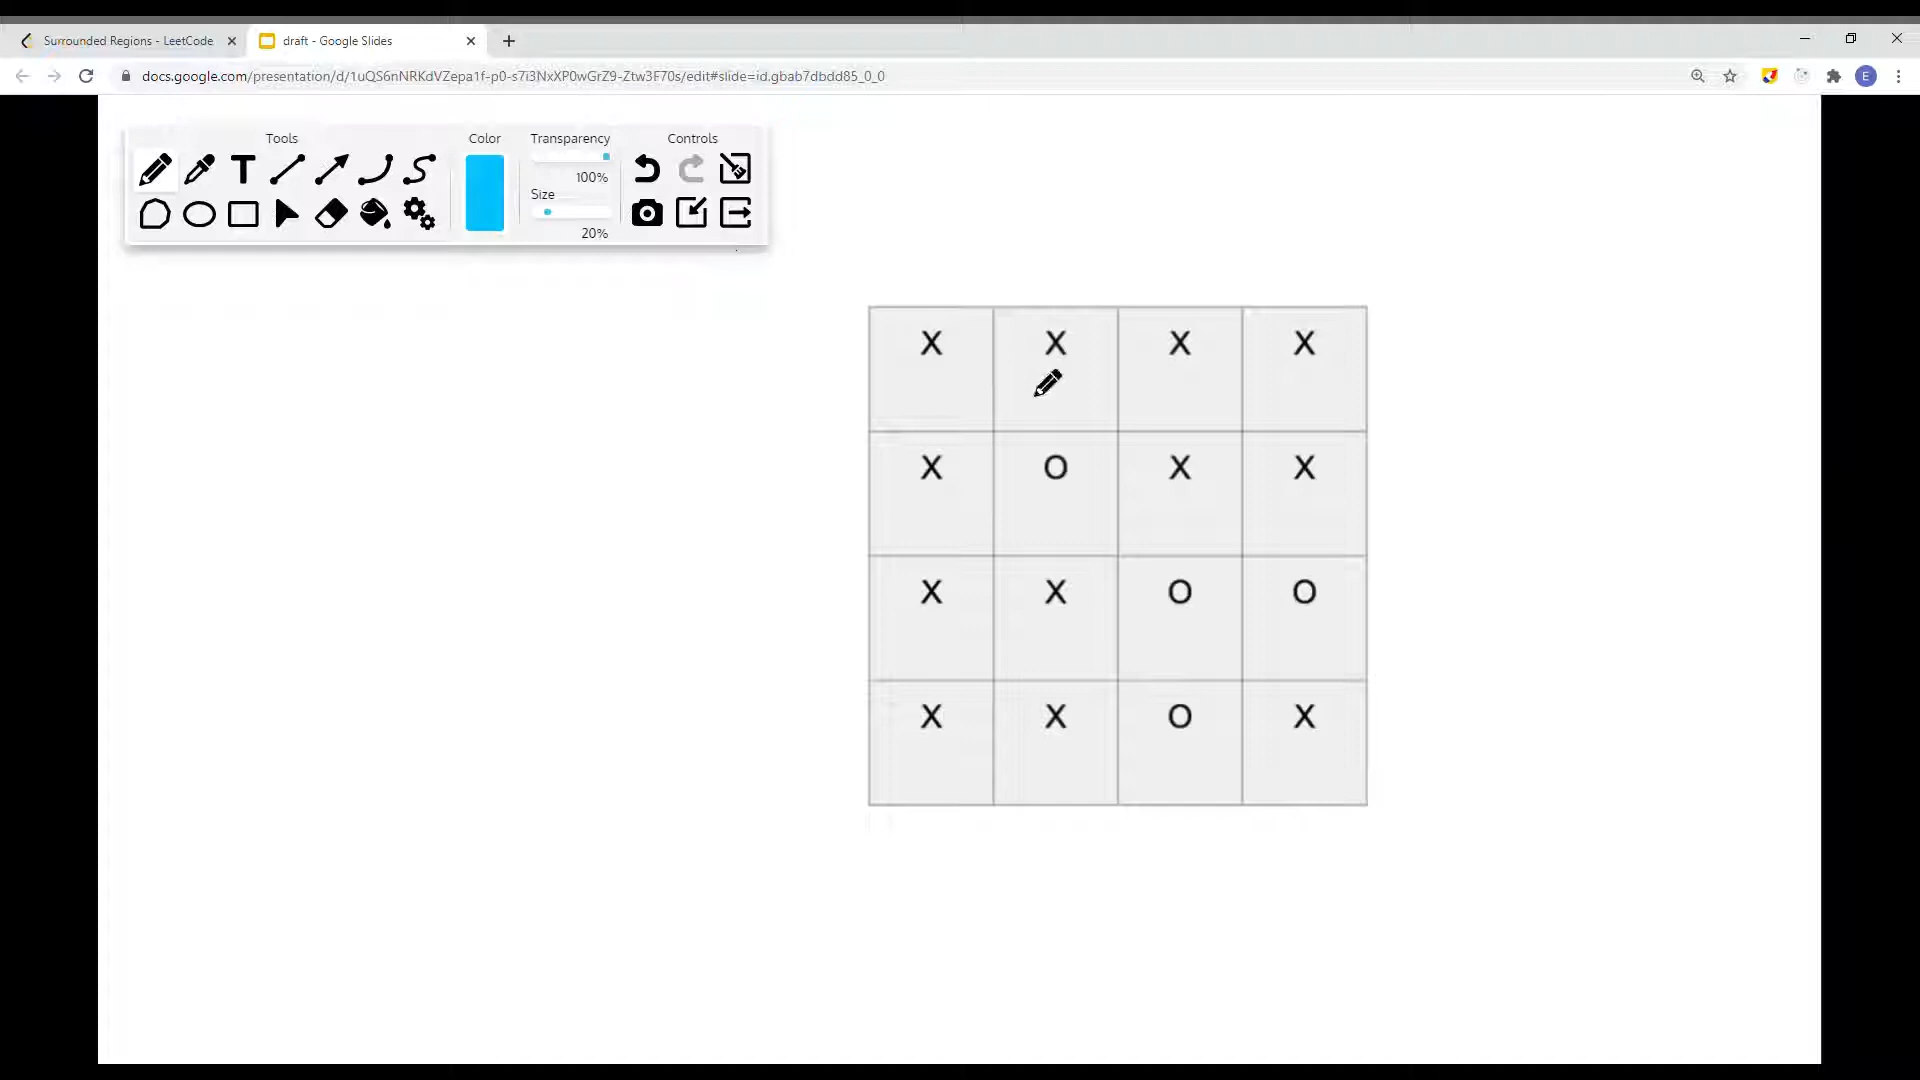 Surrounded Regions - LeetCode
draft - Google Slides
docs.google.com/presentation/d/1uQS6nNRKdVZepa1f-p0-s7i3NxXP0wGrZ9-Ztw3F70s/edit#slide=id.gbab7dbdd85_0_0
E
Tools
Color
Transparency
Controls
100%
Size
20%
X X X X
X O X X
X X O O
X X O X